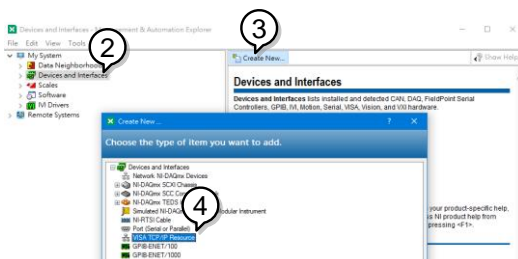 Devices and Interfaces - Management & Automation Explorer
File Edit View Tools
3
2
My System
Data Neighborhood
Devices and Interfaces
Scales
Software
IVI Drivers
Remote Systems
Create New...
Show Help
Devices and Interfaces
Devices and Interfaces lists installed and detected CAN, DAQ, FieldPoint Serial
Controllers, GPIB, IVI, Motion, Serial, VISA, Vision, and VXI hardware.
Create New...
Choose the type of item you want to add.
Devices and Interfaces
Network NI-DAQmx Devices
NI-DAQmx SCXI Chassis
NI-DAQmx SCC Conn
NI-DAQmx TEDS
Simulated NI-DAQ odular Instrument
NI-RTSI Cable
Port (Serial or Parallel)
VISA TCP/IP Resource
GPIB-ENET/100
GPIB-ENET/1000
4
your product-specific help,
NI product help from
pressing <F1>.